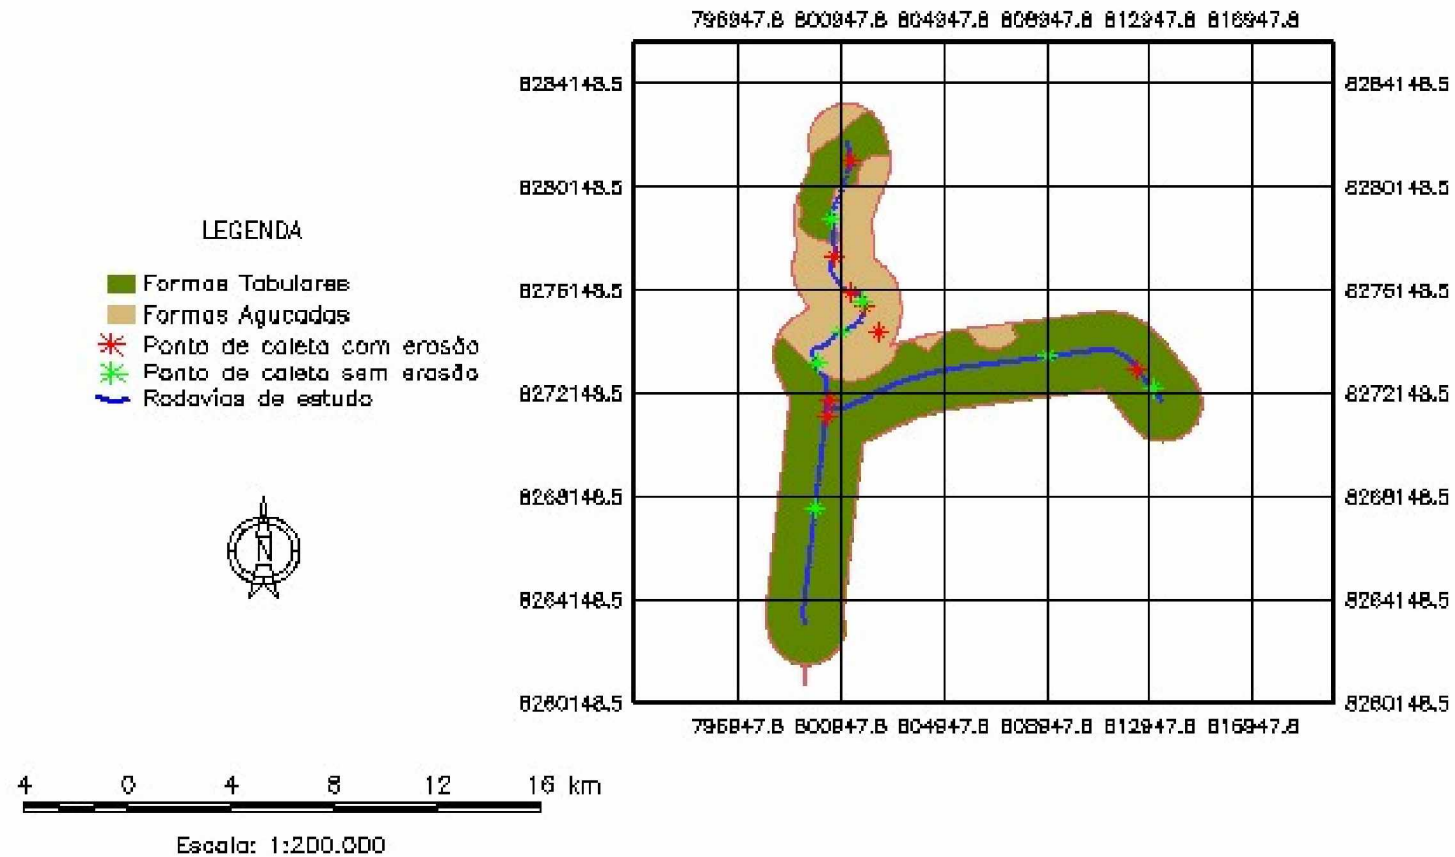 796947.8 800947.8 804947.8 808947.8 812947.8 816947.8
8284148.5 8284148.5
8280148.5 8280148.5
8276148.5 8276148.5
8272148.5 8272148.5
8268148.5 8268148.5
8264148.5 8264148.5
8260148.5 8260148.5
796947.8 800947.8 804947.8 808947.8 812947.8 816947.8
LEGENDA
Formas Tabulares
Formas Agucadas
Ponto de coleta com erosão
Ponto de coleta sem erosão
Rodovias de estudo
N
4 0 4 8 12 16 km
Escala: 1:200.000